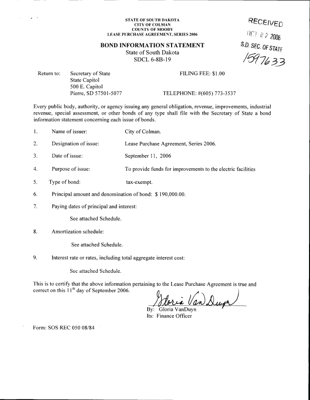 STATE OF SOUTH DAKOTA
CITY OF COLMAN
COUNTY OF MOODY
LEASE PURCHASE AGREEMENT, SERIES 2006
RECEIVED
OCT 02 2006
S.D. SEC. OF STATE
1597633
BOND INFORMATION STATEMENT
State of South Dakota
SDCL 6-8B-19
Return to: Secretary of State FILING FEE: $1.00
State Capitol
500 E. Capitol
Pierre, SD 57501-5077 TELEPHONE: #(605) 773-3537
Every public body, authority, or agency issuing any general obligation, revenue, improvements, industrial
revenue, special assessment, or other bonds of any type shall file with the Secretary of State a bond
information statement concerning each issue of bonds.
1. Name of issuer: City of Colman.
2. Designation of issue: Lease Purchase Agreement, Series 2006.
3. Date of issue: September 11, 2006
4. Purpose of issue: To provide funds for improvements to the electric facilities
5. Type of bond: tax-exempt.
6. Principal amount and denomination of bond: $ 190,000.00.
7. Paying dates of principal and interest:
See attached Schedule.
8. Amortization schedule:
See attached Schedule.
9. Interest rate or rates, including total aggregate interest cost:
See attached Schedule.
This is to certify that the above information pertaining to the Lease Purchase Agreement is true and
correct on this 11th day of September 2006.
Gloria VanDuyn
By: Gloria VanDuyn
Its: Finance Officer
Form: SOS REC 050 08/84